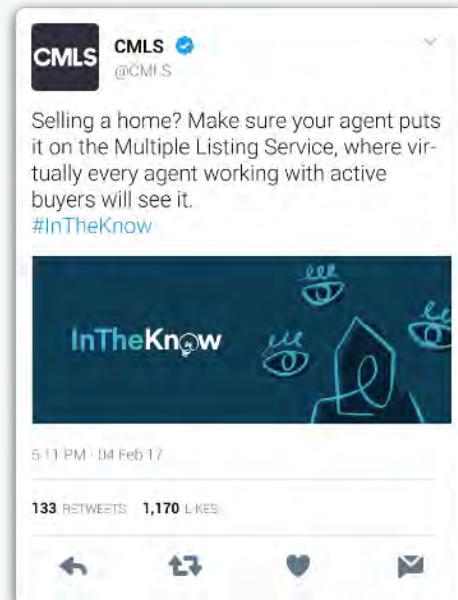 CMLS
CMLS
@CMLS
Selling a home? Make sure your agent puts
it on the Multiple Listing Service, where vir-
tually every agent working with active
buyers will see it.
#InTheKnow
InTheKnow
5:11 PM - 04 Feb 17
133 RETWEETS 1,170 LIKES